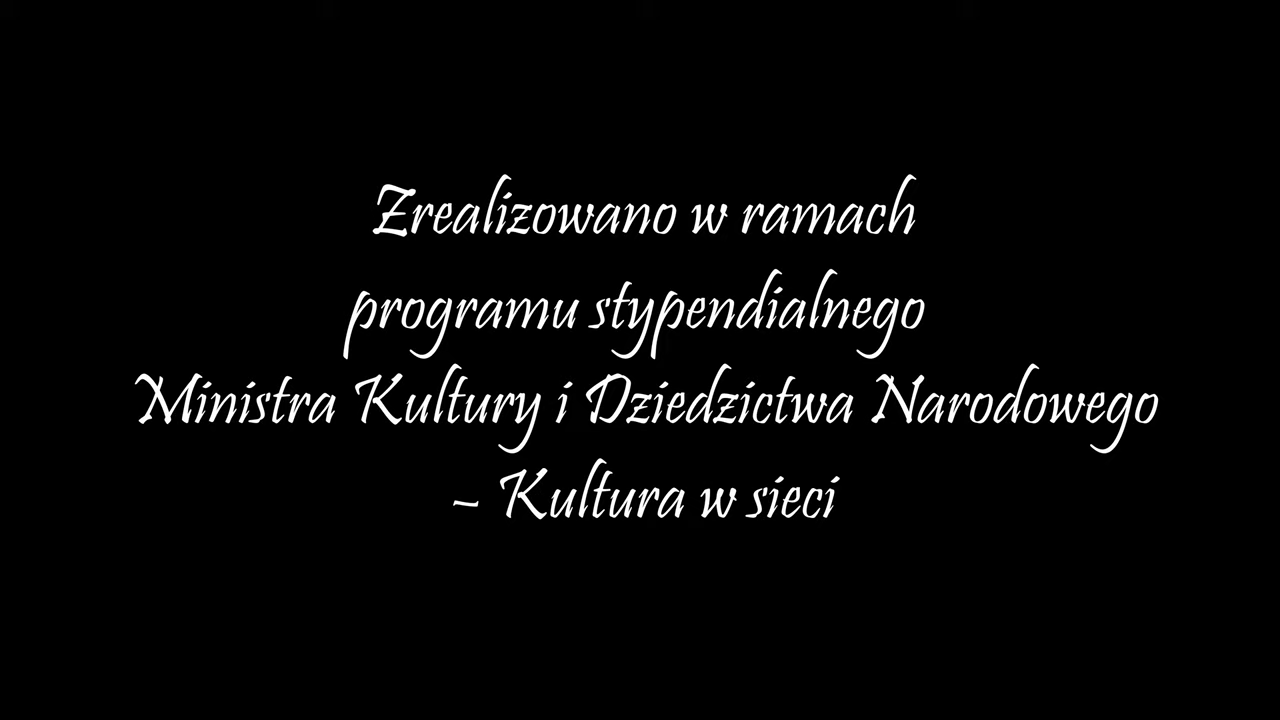 Zrealizowano w ramach
programu stypendialnego
Ministra Kultury i Dziedzictwa Narodowego
– Kultura w sieci